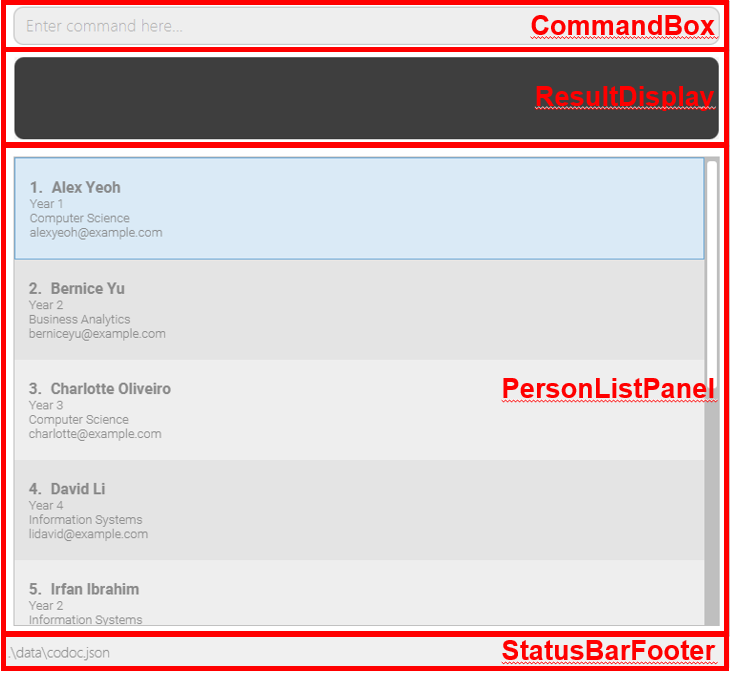 Enter command here...
CommandBox
ResultDisplay
1. Alex Yeoh
Year 1
Computer Science
alexyeoh@example.com
2. Bernice Yu
Year 2
Business Analytics
berniceyu@example.com
3. Charlotte Oliveiro
Year 3
Computer Science
charlotte@example.com
PersonListPanel
4. David Li
Year 4
Information Systems
lidavid@example.com
5. Irfan Ibrahim
Year 2
Information Systems
.\data\codoc.json
StatusBarFooter